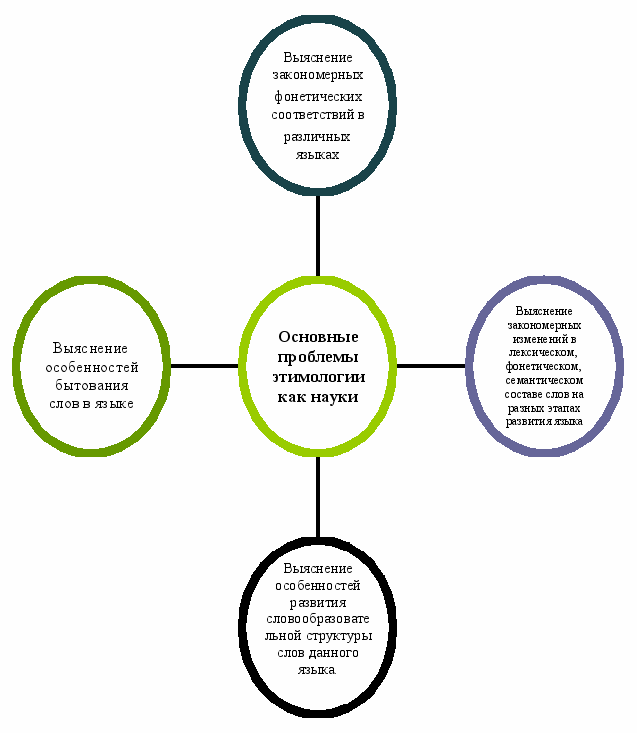 Выяснение
закономерных
фонетических
соответствий в
различных
языках
Выяснение
особенностей
бытования
слов в языке
Основные
проблемы
этимологии
как науки
Выяснение
закономерных
изменений в
лексическом,
фонетическом,
семантическом
составе слов на
разных этапах
развития языка
Выяснение
особенностей
развития
словообразовате
льной структуры
слов данного
языка.